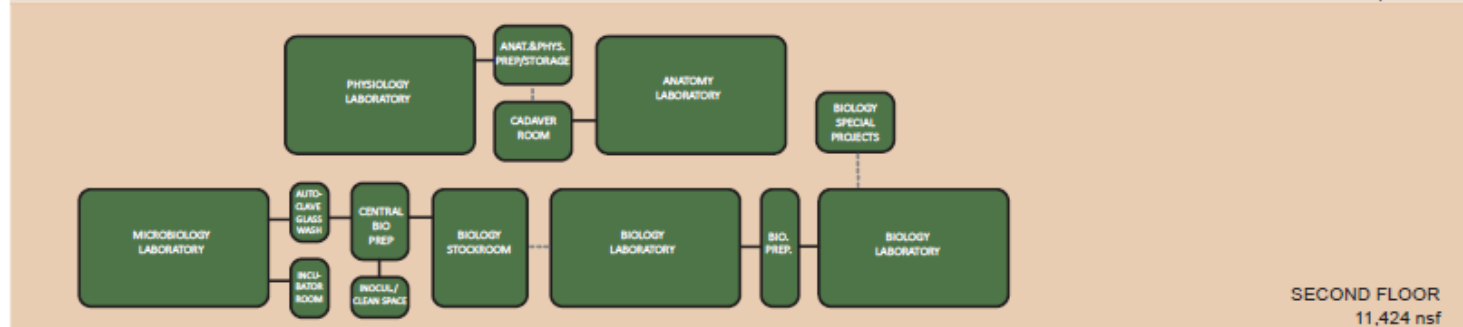 ANAT.&PHYS.
PREP/STORAGE
PHYSIOLOGY
LABORATORY
ANATOMY
LABORATORY
CADAVER
ROOM
BIOLOGY
SPECIAL
PROJECTS
MICROBIOLOGY
LABORATORY
AUTO-
CLAVE
GLASS
WASH
INCU-
BATOR
ROOM
CENTRAL
BIO
PREP
INOCUL./
CLEAN SPACE
BIOLOGY
STOCKROOM
BIOLOGY
LABORATORY
BIO.
PREP.
BIOLOGY
LABORATORY
SECOND FLOOR
11,424 nsf